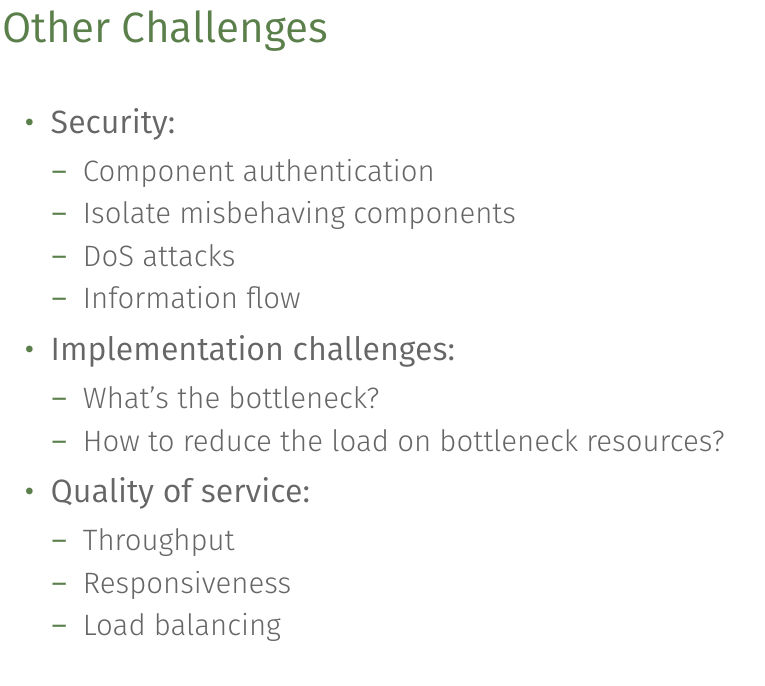 Other Challenges
• Security:
– Component authentication
– Isolate misbehaving components
– DoS attacks
– Information flow
• Implementation challenges:
– What’s the bottleneck?
– How to reduce the load on bottleneck resources?
• Quality of service:
– Throughput
– Responsiveness
– Load balancing